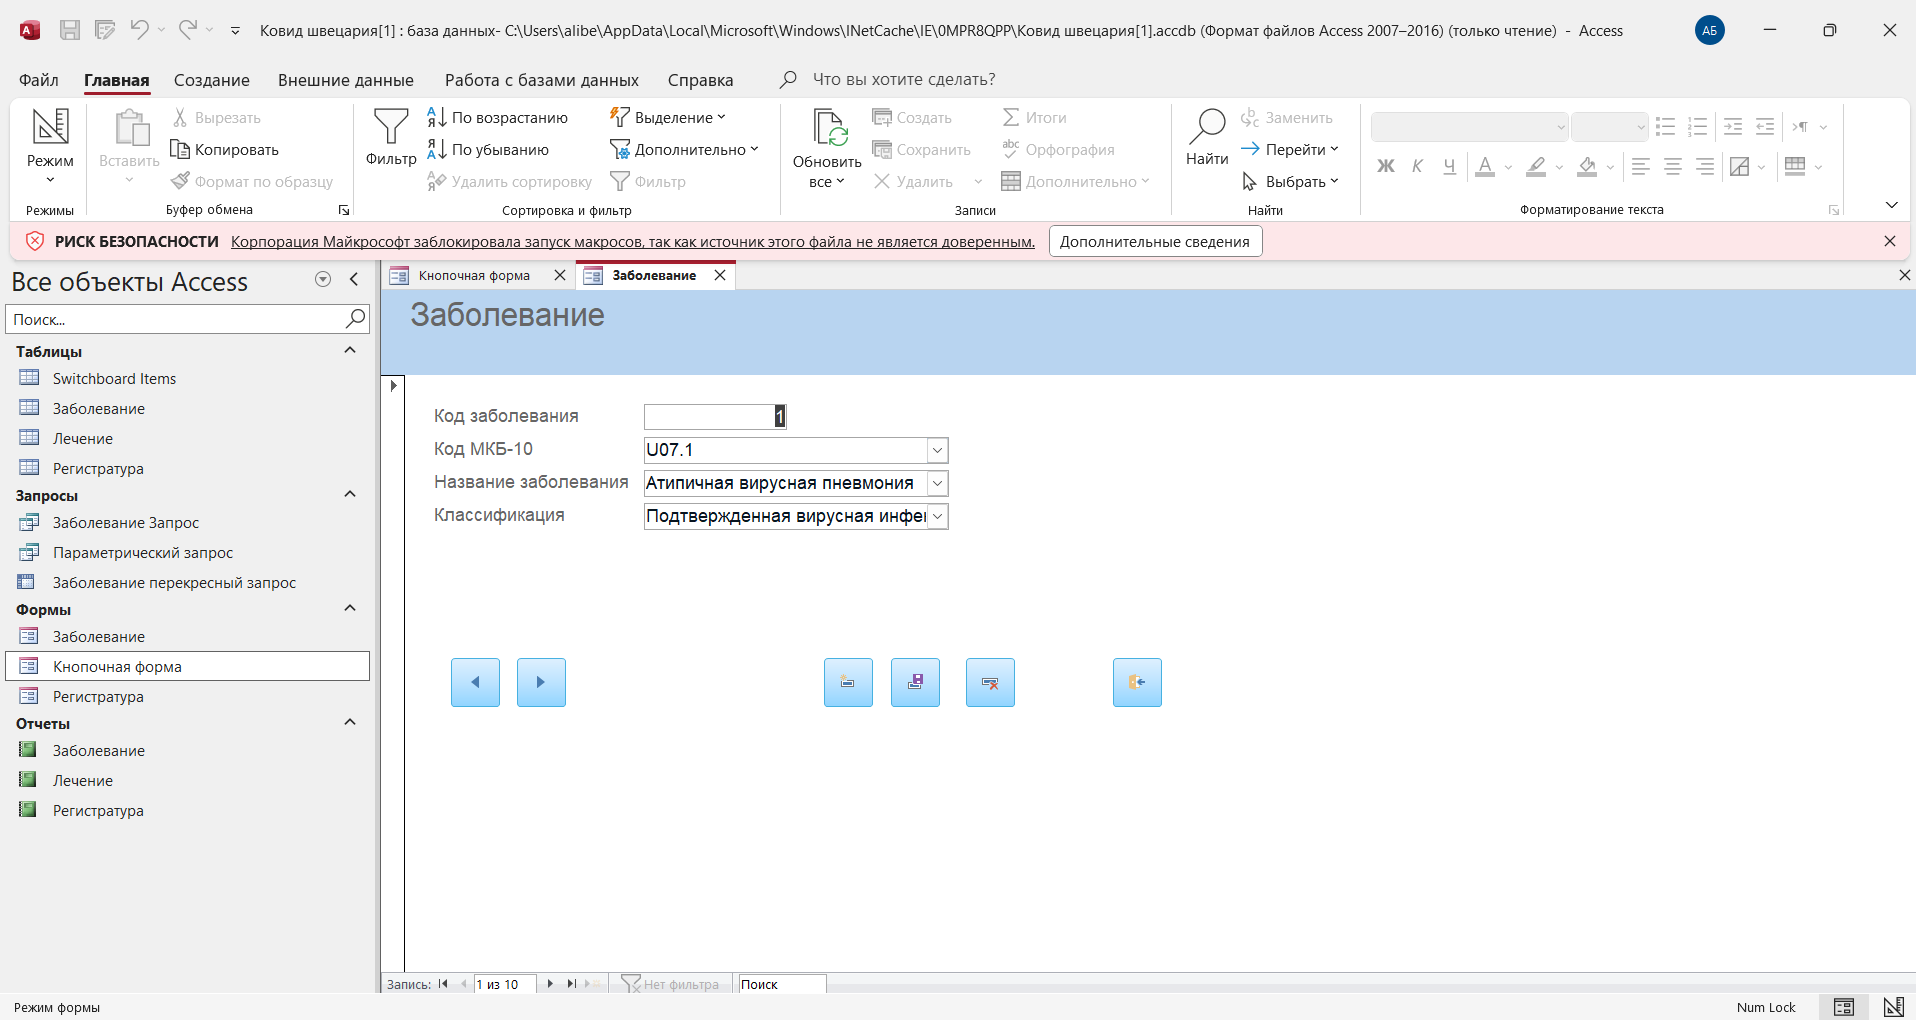 Ковид швецария[1] : база данных- C:\Users\alibe\AppData\Local\Microsoft\Windows\INetCache\IE\0MPR8QPP\Ковид швецария[1].accdb (Формат файлов Access 2007–2016) (только чтение) - Access
АБ
Файл Главная Создание Внешние данные Работа с базами данных Справка Что вы хотите сделать?
Режим
Режимы
Вставить
Вырезать
Копировать
Формат по образцу
Буфер обмена
Фильтр
По возрастанию
По убыванию
Удалить сортировку
Выделение
Дополнительно
Фильтр
Сортировка и фильтр
Обновить
все
Создать
Сохранить
Удалить
Итоги
Орфография
Дополнительно
Записи
Найти
Заменить
Перейти
Выбрать
Найти
Ж К Ч А
Форматирование текста
РИСК БЕЗОПАСНОСТИ Корпорация Майкрософт заблокировала запуск макросов, так как источник этого файла не является доверенным. Дополнительные сведения
Все объекты Access
Поиск...
Таблицы
Switchboard Items
Заболевание
Лечение
Регистратура
Запросы
Заболевание Запрос
Параметрический запрос
Заболевание перекресный запрос
Формы
Заболевание
Кнопочная форма
Регистратура
Отчеты
Заболевание
Лечение
Регистратура
Кнопочная форма Заболевание
Заболевание
Код заболевания 1
Код МКБ-10 U07.1
Название заболевания Атипичная вирусная пневмония
Классификация Подтвержденная вирусная инфе
Запись: 1 из 10 Нет фильтра Поиск
Режим формы Num Lock